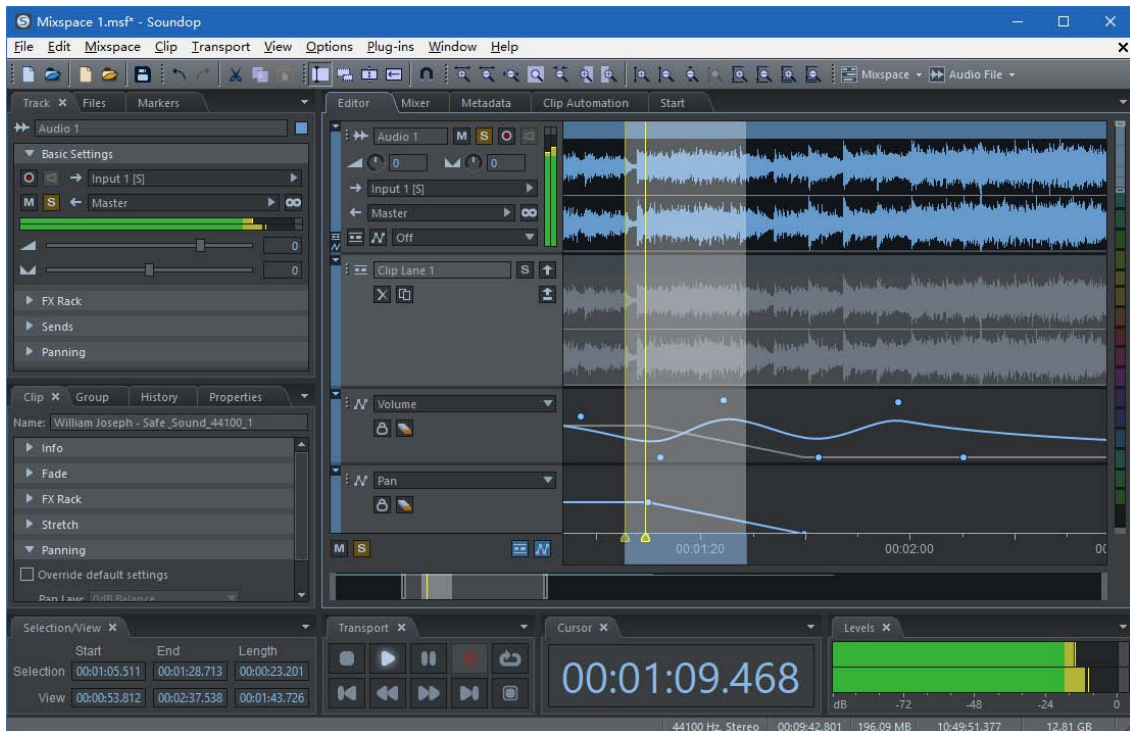 Mixspace 1.msf* - Soundop
File Edit Mixspace Clip Transport View Options Plug-ins Window Help
Mixspace Audio File
Track Files Markers
Audio 1
Basic Settings
Input 1 [S]
M S Master
0
0
FX Rack
Sends
Panning
Clip Group History Properties
Name: William Joseph - Safe_Sound_44100_1
Info
Fade
FX Rack
Stretch
Panning
Override default settings
Pan Law: 0dB Balance
Editor Mixer Metadata Clip Automation Start
Audio 1 M S
0 0
Input 1 [S]
Master
Off
Clip Lane 1 S
Volume
Pan
M S
00:01:20 00:02:00 00
Selection/View
Start End Length
Selection 00:01:05.511 00:01:28.713 00:00:23.201
View 00:00:53.812 00:02:37.538 00:01:43.726
Transport
Cursor
00:01:09.468
Levels
dB -72 -48 -24 0
44100 Hz, Stereo 00:09:42.801 196.09 MB 10:49:51.377 12.81 GB